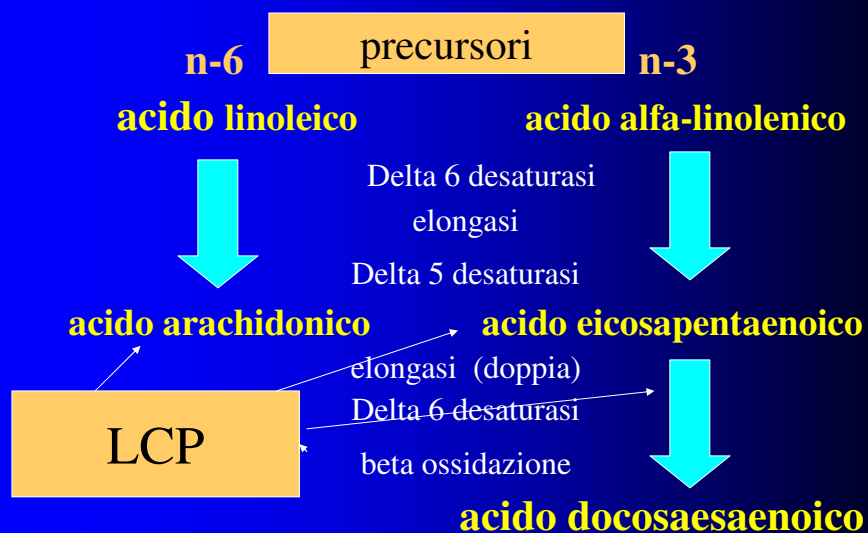 precursori
n-6
n-3
acido linoleico
acido alfa-linolenico
Delta 6 desaturasi
elongasi
Delta 5 desaturasi
acido arachidonico
acido eicosapentaenoico
elongasi (doppia)
Delta 6 desaturasi
LCP
beta ossidazione
acido docosaesaenoico